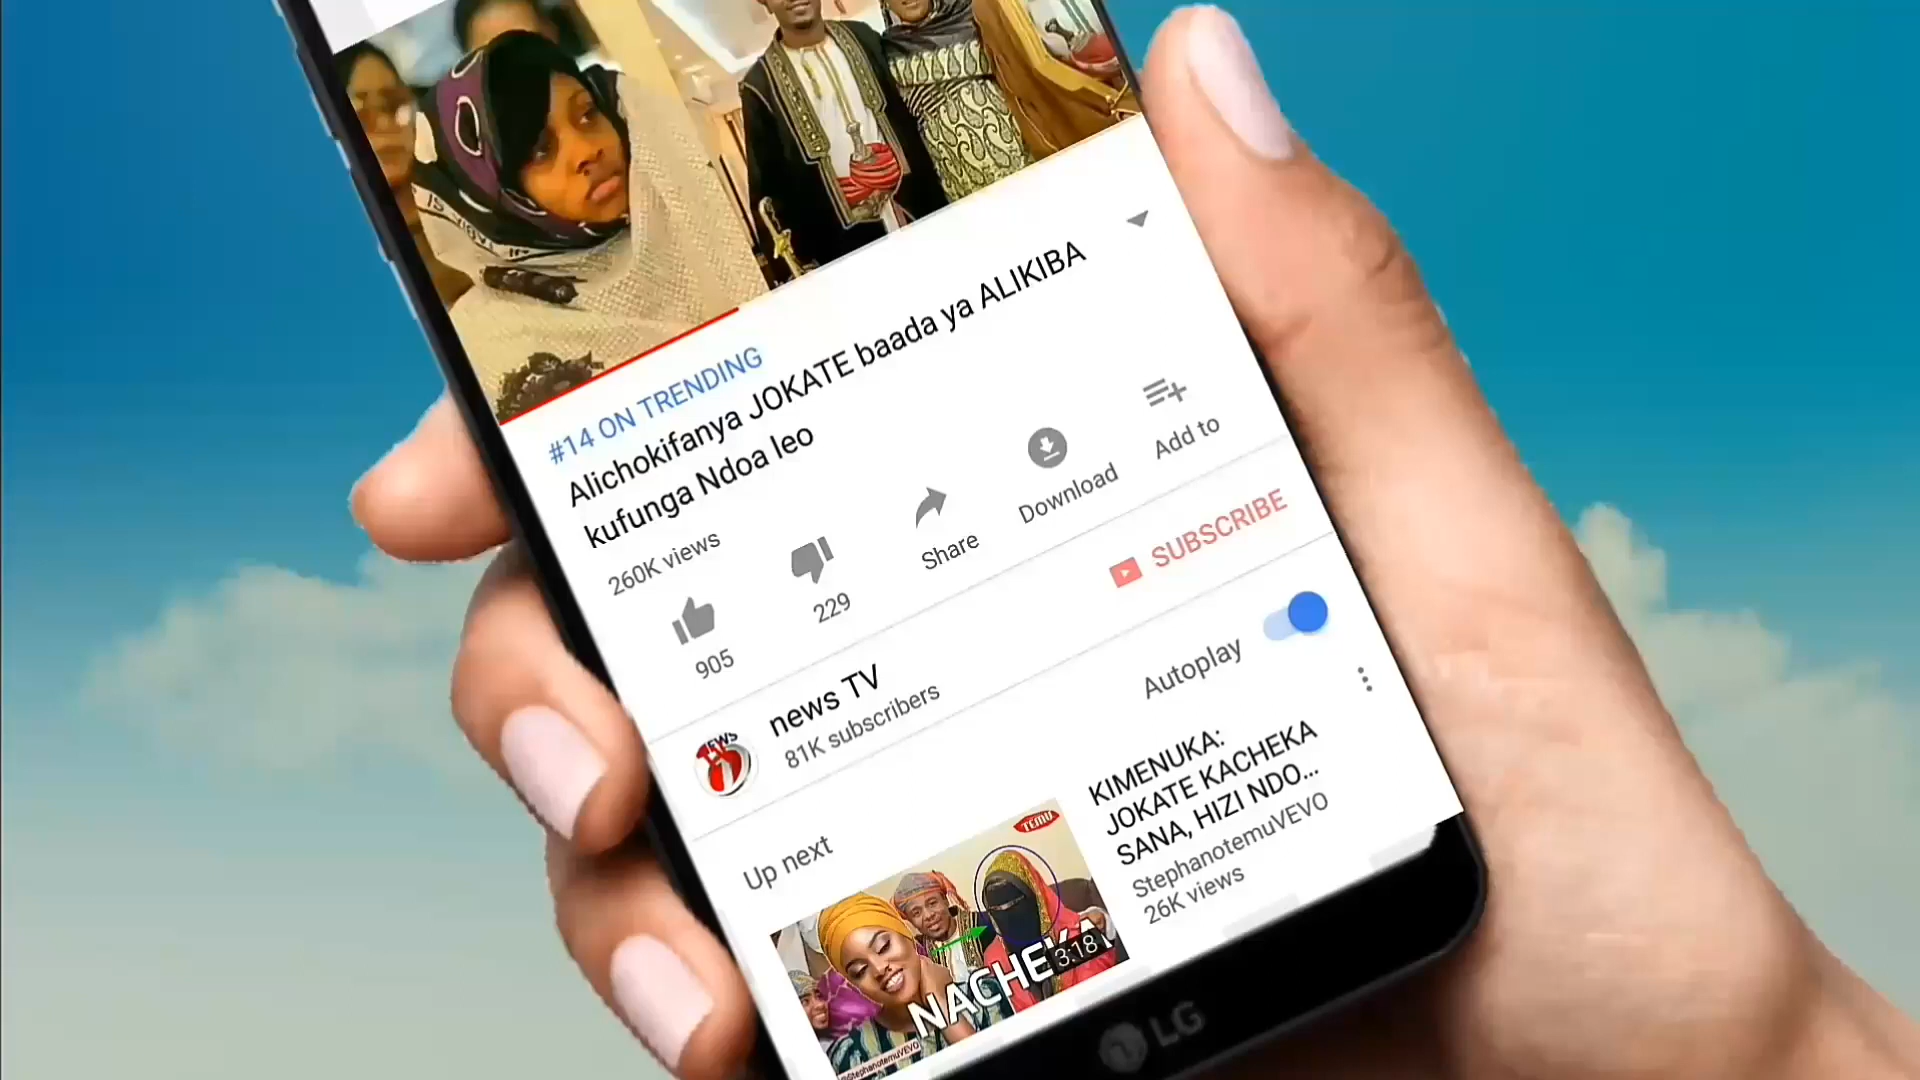 #14 ON TRENDING
Alichokifanya JOKATE baada ya ALIKIBA
kufunga Ndoa leo
260K views
905
229
Share
Download
Add to
SUBSCRIBE
news TV
81K subscribers
Autoplay
Up next
KIMENUKA:
JOKATE KACHEKA
SANA, HIZI NDO...
StephanotemuVEVO
26K views
TEMU
NACHEKA
3:18
@StephanotemuVEVO
LG